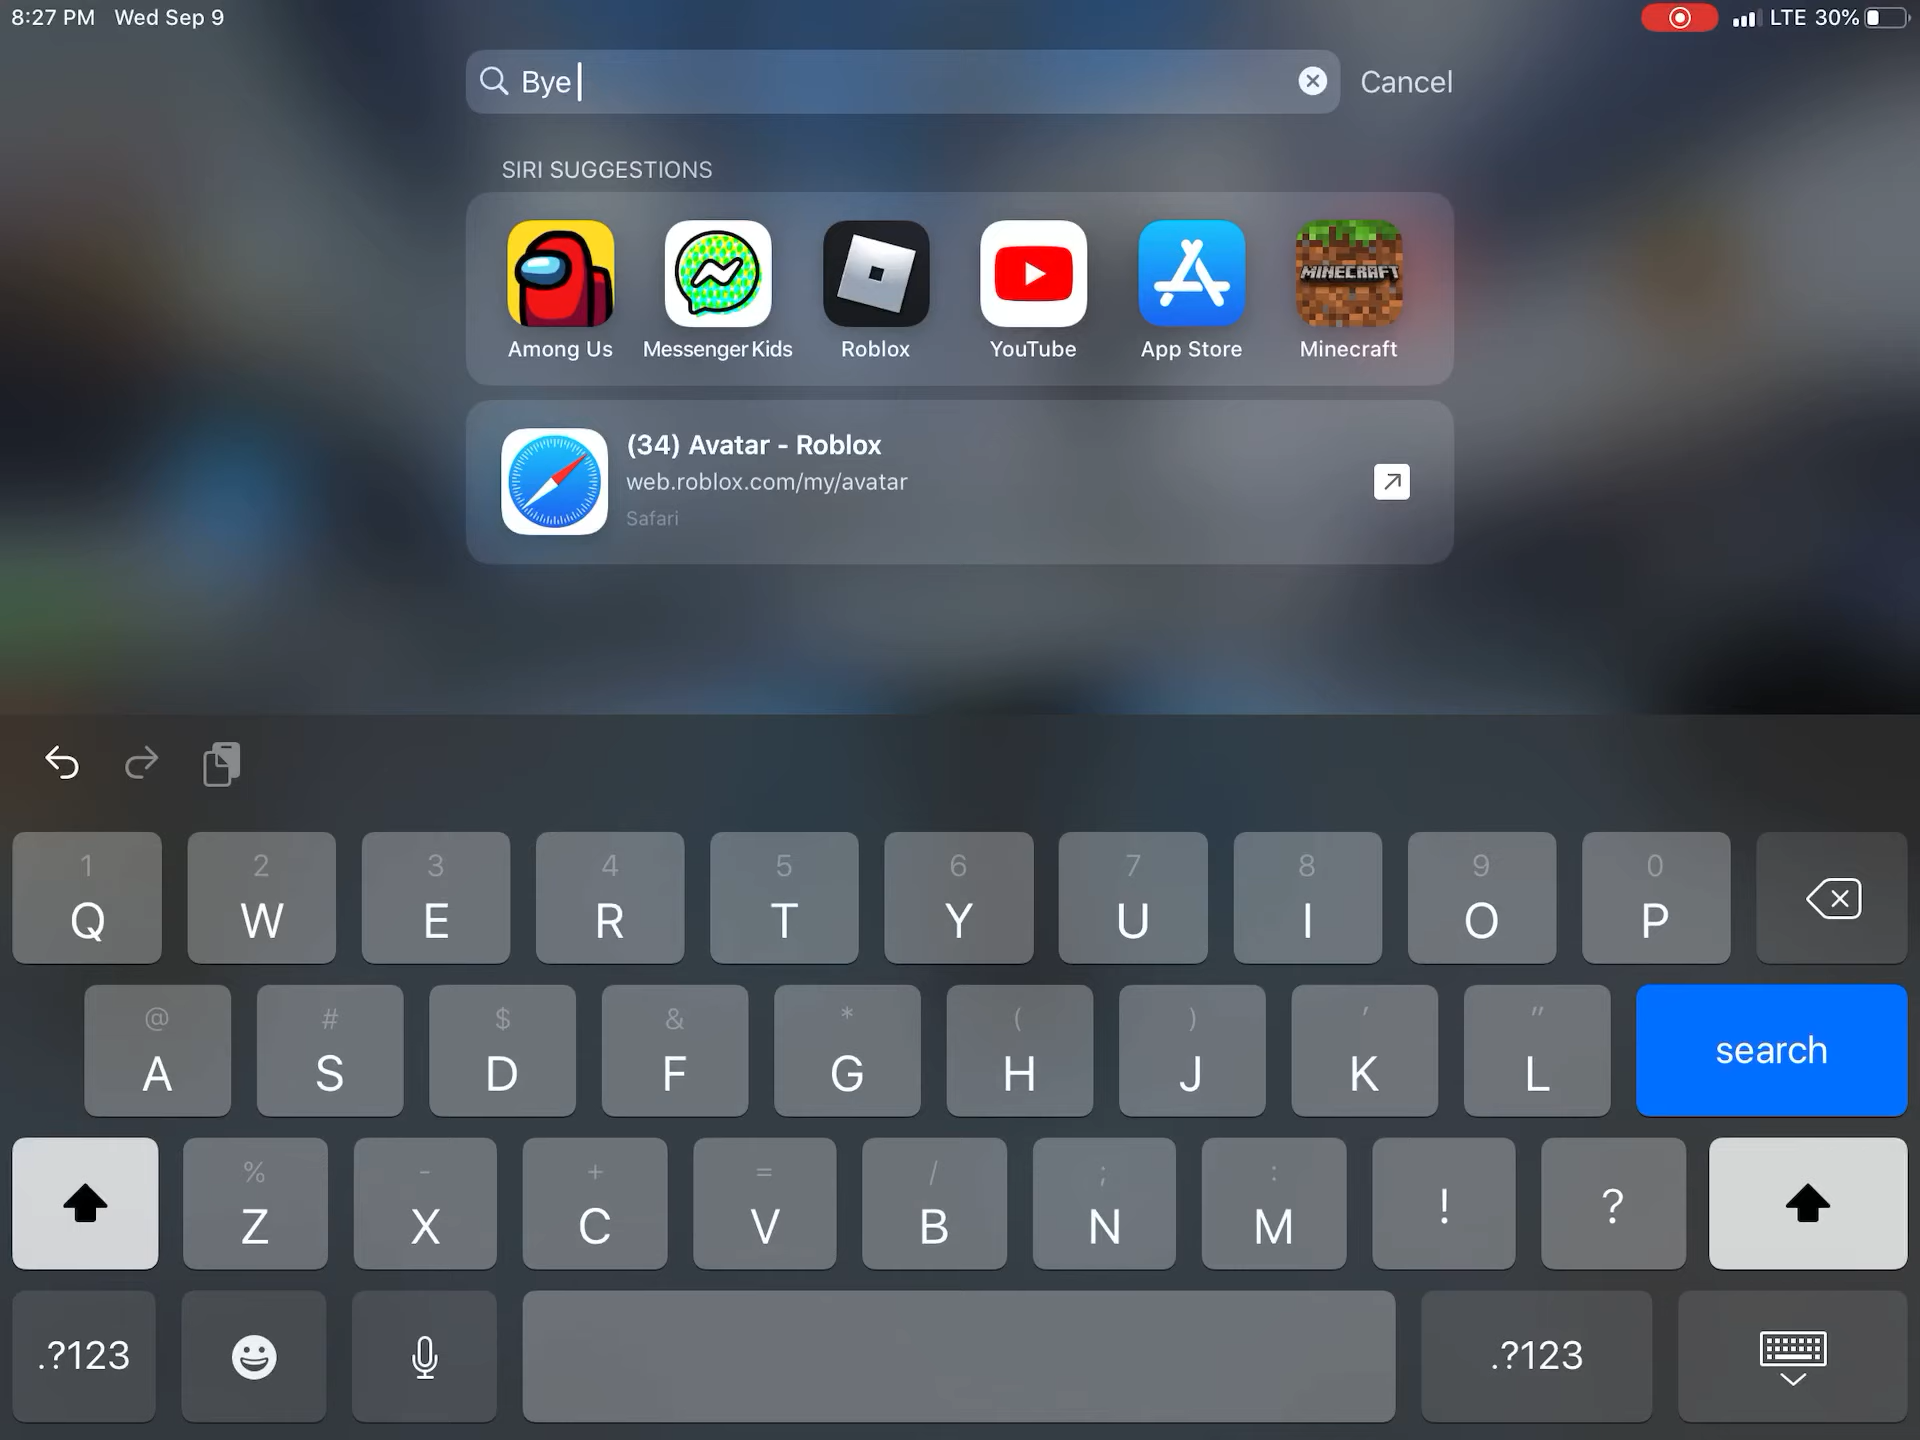 8:27 PM Wed Sep 9
LTE 30%
Bye
Cancel
SIRI SUGGESTIONS
MINECRAFT
Among Us Messenger Kids Roblox YouTube App Store Minecraft
(34) Avatar - Roblox
web.roblox.com/my/avatar
Safari
1 2 3 4 5 6 7 8 9 0
Q W E R T Y U I O P
@ # $ & * ( ) ' "
A S D F G H J K L search
% - + = / ; :
Z X C V B N M ! ?
.?123 .?123